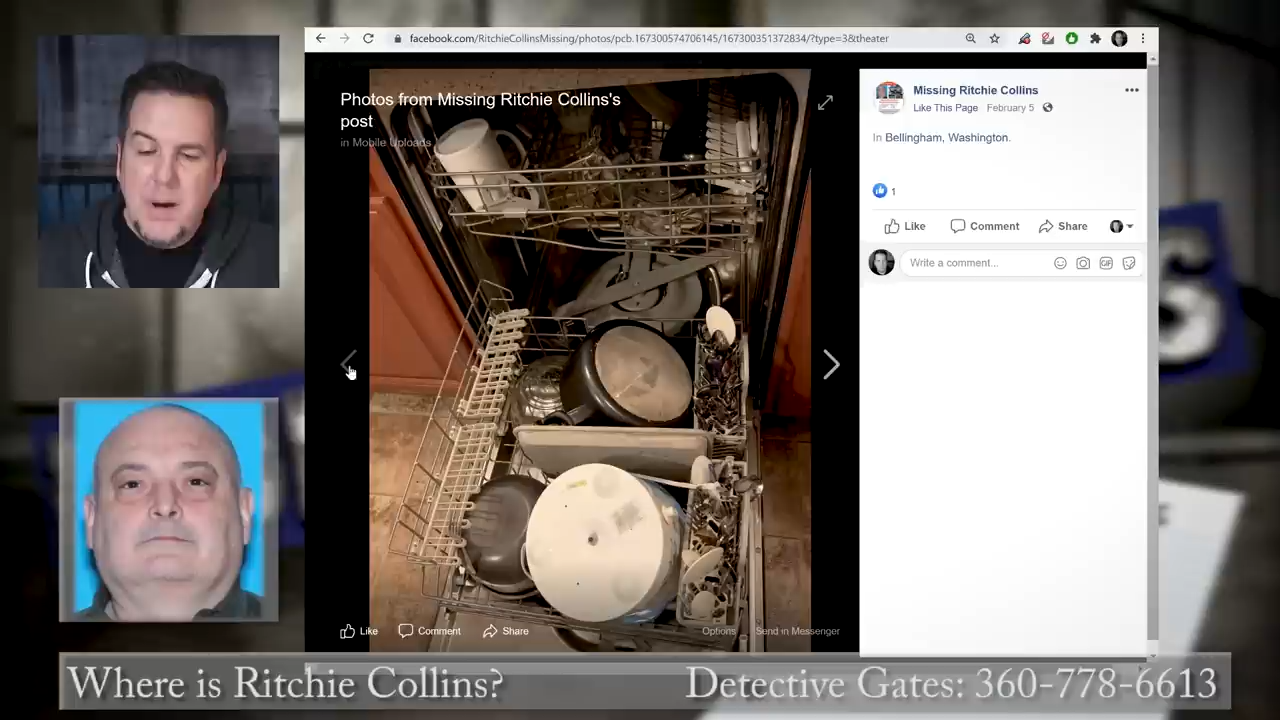 facebook.com/RitchieCollinsMissing/photos/pcb.167300574706145/167300351372834/?type=3&theater
Photos from Missing Ritchie Collins's
post
in Mobile Uploads
Missing Ritchie Collins
Like This Page February 5
In Bellingham, Washington.
1
Like Comment Share
Write a comment...
GIF
Like Comment Share
Options Send in Messenger
Where is Ritchie Collins?
Detective Gates: 360-778-6613